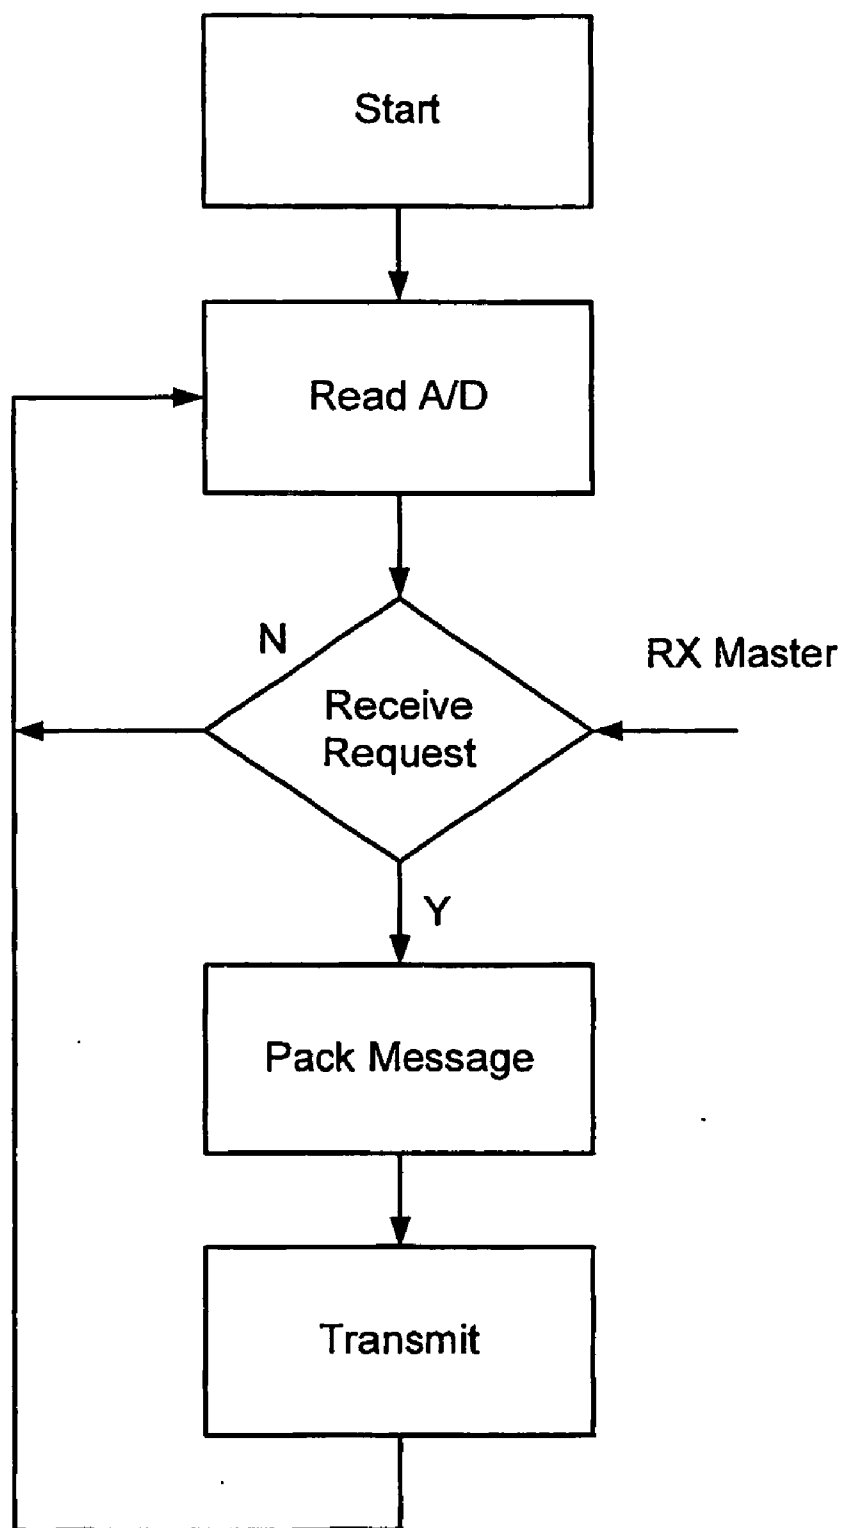 Start
Read A/D
N
RX Master
Receive
Request
Y
Pack Message
Transmit